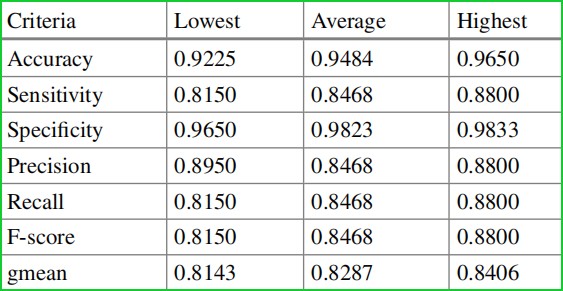 Criteria Lowest Average Highest
Accuracy 0.9225 0.9484 0.9650
Sensitivity 0.8150 0.8468 0.8800
Specificity 0.9650 0.9823 0.9833
Precision 0.8950 0.8468 0.8800
Recall 0.8150 0.8468 0.8800
F-score 0.8150 0.8468 0.8800
gmean 0.8143 0.8287 0.8406